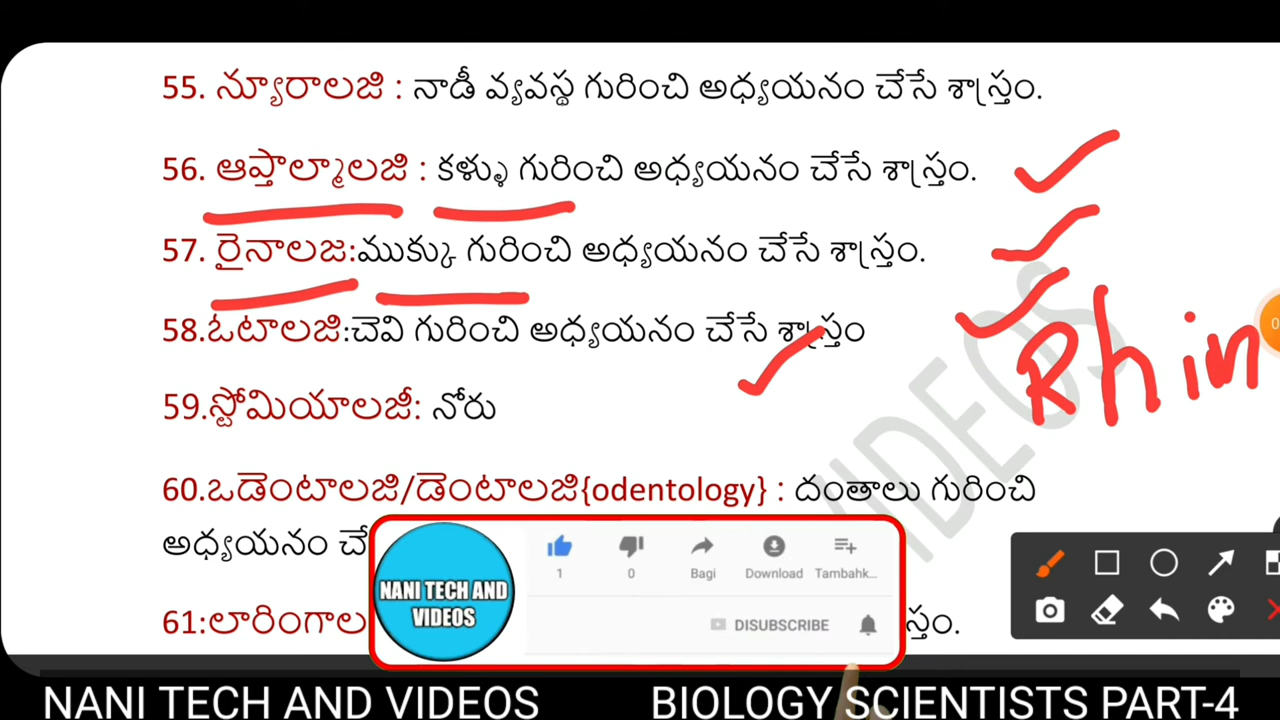 55. న్యూరాలజి : నాడీ వ్యవస్థ గురించి అధ్యయనం చేసే శాస్త్రం.
56. ఆప్తాల్మాలజి : కళ్ళు గురించి అధ్యయనం చేసే శాస్త్రం.
57. రైనాలజ:ముక్కు గురించి అధ్యయనం చేసే శాస్త్రం.
58.ఓటాలజి:చెవి గురించి అధ్యయనం చేసే శాస్త్రం
Rhin
59.స్టోమియాలజీ: నోరు
VIDEOS
60.ఒడెంటాలజి/డెంటాలజి{odentology} : దంతాలు గురించి
అధ్యయనం చే
61:లారింగాల
స్త్రం.
NANI TECH AND
VIDEOS
1 0 Bagi Download Tambahk...
DISUBSCRIBE
NANI TECH AND VIDEOS BIOLOGY SCIENTISTS PART-4